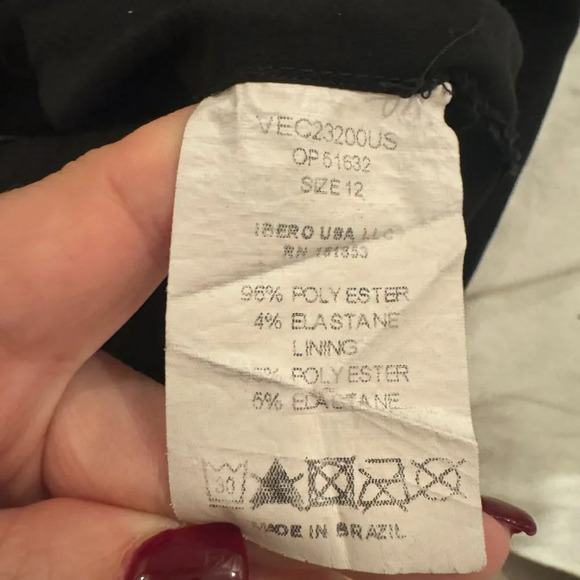 VEC23200US
OP 51632
SIZE 12
IBERO USA LLC
RN 161353
96% POLYESTER
4% ELASTANE
LINING
POLYESTER
ELASTANE
30
MADE IN BRAZIL